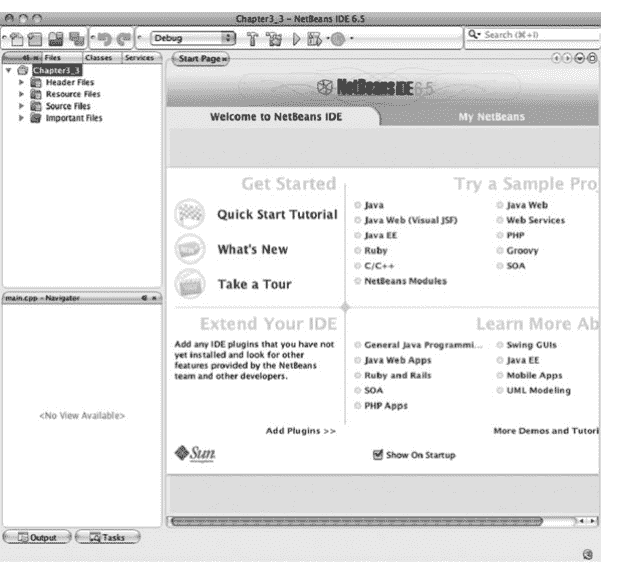 Chapter3_3 – NetBeans IDE 6.5
Debug
Search (⌘+I)
Files
Classes
Services
Start Page
Chapter3_3
Header Files
Resource Files
Source Files
Important Files
NetBeans IDE 6.5
Welcome to NetBeans IDE
My NetBeans
Get Started
Quick Start Tutorial
What's New
Take a Tour
Try a Sample Pro
Java
Java Web (Visual JSF)
Java EE
Ruby
C/C++
NetBeans Modules
Java Web
Web Services
PHP
Groovy
SOA
main.cpp – Navigator
<No View Available>
Extend Your IDE
Add any IDE plugins that you have not
yet installed and look for other
features provided by the NetBeans
team and other developers.
Add Plugins >>
Learn More Ab
General Java Programmi...
Java Web Apps
Ruby and Rails
SOA
PHP Apps
Swing GUIs
Java EE
Mobile Apps
UML Modeling
More Demos and Tutori
Sun
Show On Startup
Output
Tasks